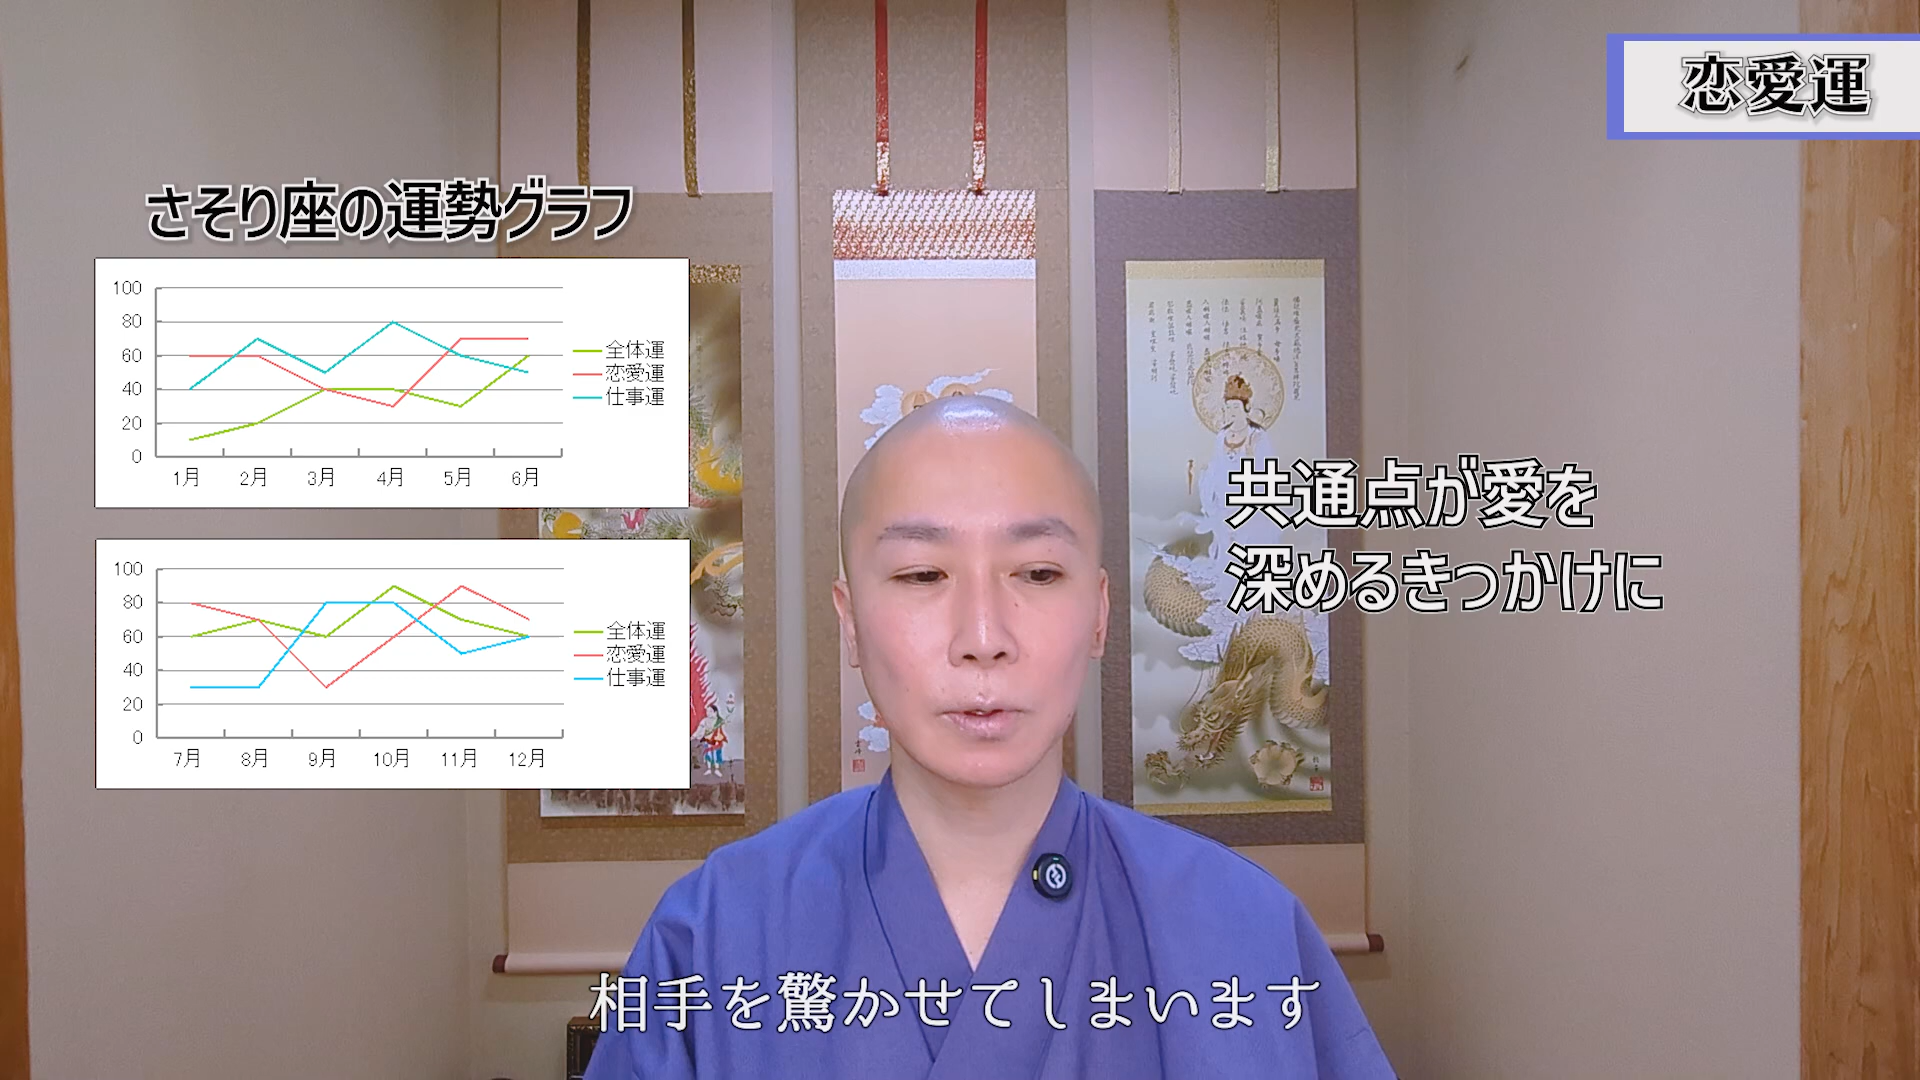 恋愛運
さそり座の運勢グラフ
100
80
60
40
20
0
1月 2月 3月 4月 5月 6月
全体運
恋愛運
仕事運
100
80
60
40
20
0
7月 8月 9月 10月 11月 12月
全体運
恋愛運
仕事運
共通点が愛を
深めるきっかけに
相手を驚かせてしまいます